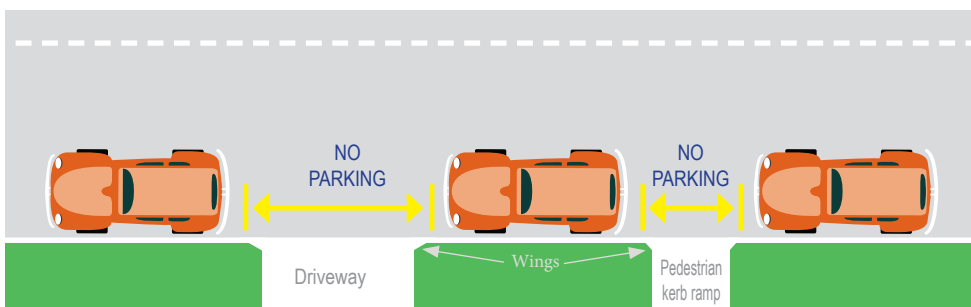 NO
PARKING
NO
PARKING
Driveway
Wings
Pedestrian
kerb ramp